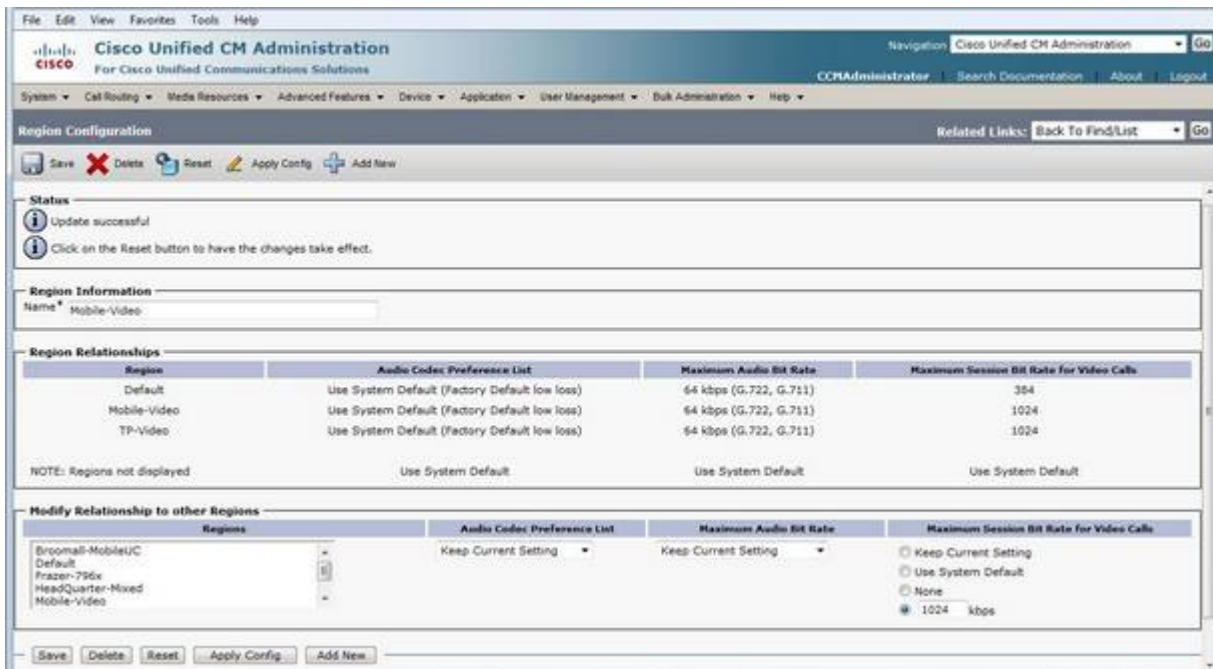 File Edit View Favorites Tools Help
CISCO
Cisco Unified CM Administration
For Cisco Unified Communications Solutions
Navigation Cisco Unified CM Administration Go
CCMAdministrator Search Documentation About Logout
System Call Routing Media Resources Advanced Features Device Application User Management Bulk Administration Help
Region Configuration
Related Links: Back To Find/List Go
Save Delete Reset Apply Config Add New
Status
Update successful
Click on the Reset button to have the changes take effect.
Region Information
Name* Mobile-Video
Region Relationships
Region Audio Codec Preference List Maximum Audio Bit Rate Maximum Session Bit Rate for Video Calls
Default Use System Default (Factory Default low loss) 64 kbps (G.722, G.711) 384
Mobile-Video Use System Default (Factory Default low loss) 64 kbps (G.722, G.711) 1024
TP-Video Use System Default (Factory Default low loss) 64 kbps (G.722, G.711) 1024
NOTE: Regions not displayed Use System Default Use System Default Use System Default
Modify Relationship to other Regions
Regions Audio Codec Preference List Maximum Audio Bit Rate Maximum Session Bit Rate for Video Calls
Broomall-MobileUC Keep Current Setting Keep Current Setting Keep Current Setting
Default
Frazer-796x Use System Default
HeadQuarter-Mixed None
Mobile-Video 1024 kbps
Save Delete Reset Apply Config Add New